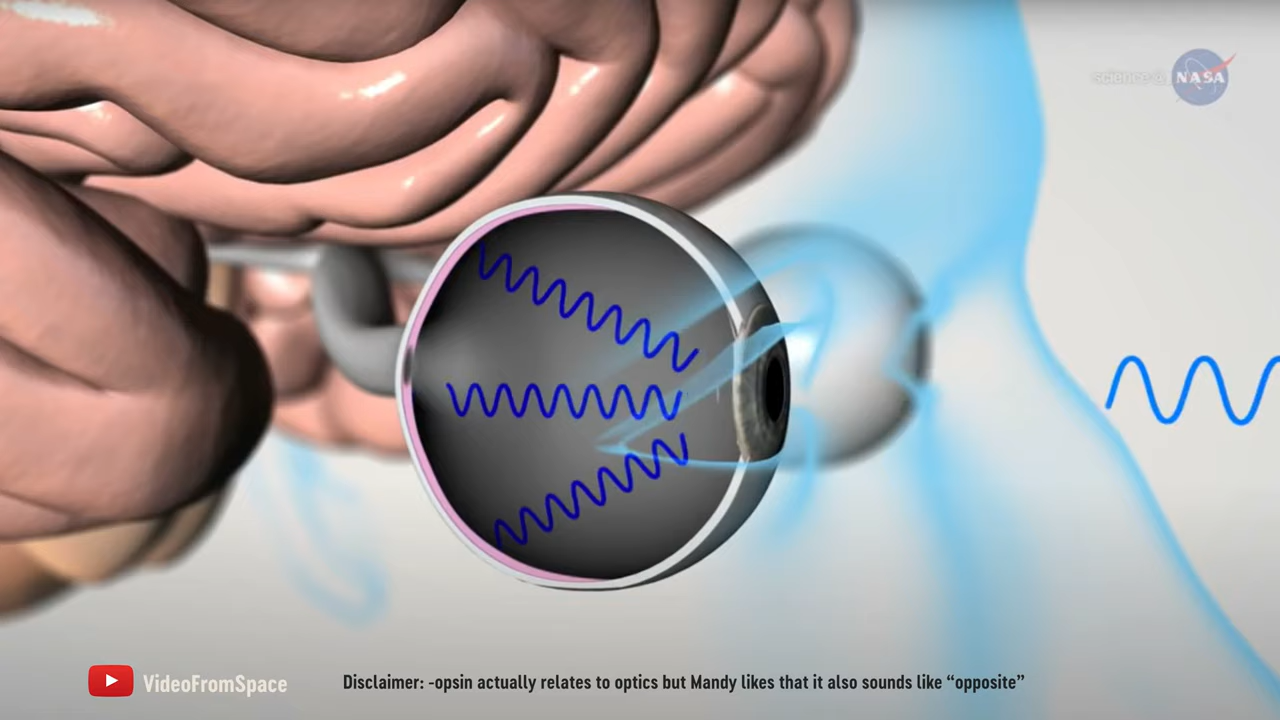 science@
NASA
VideoFromSpace
Disclaimer: -opsin actually relates to optics but Mandy likes that it also sounds like “opposite”